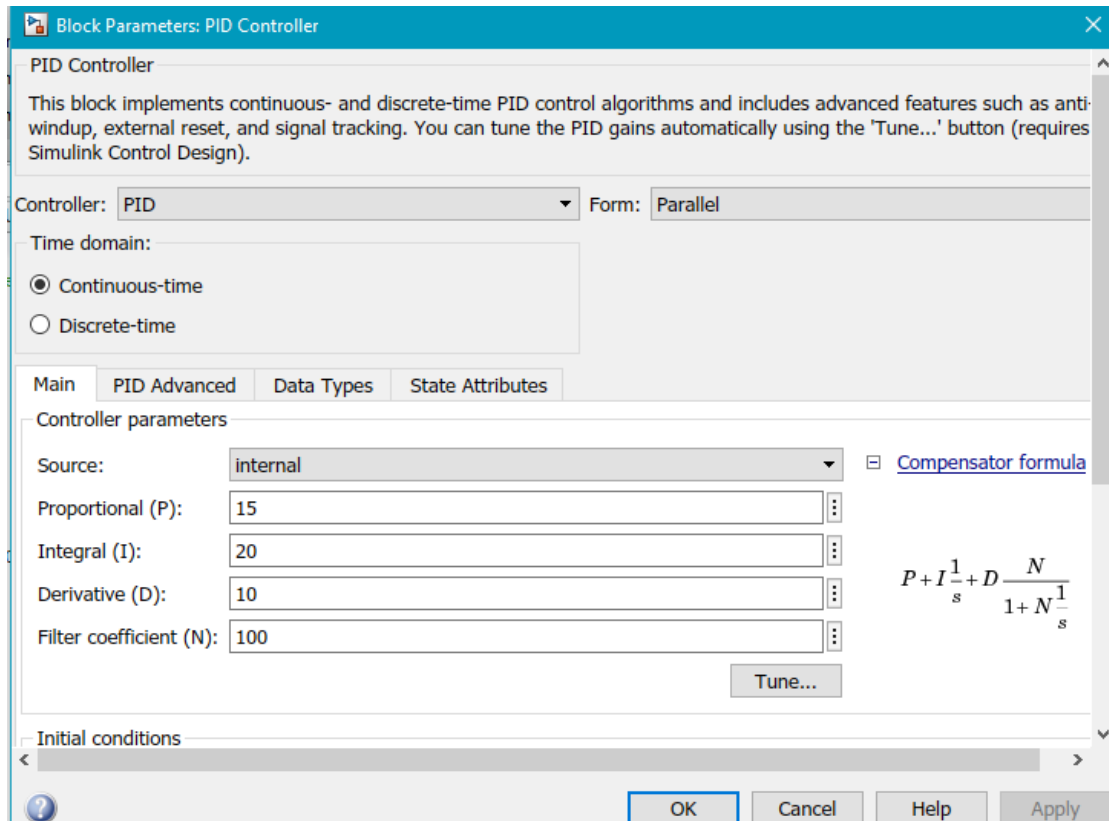 Block Parameters: PID Controller
PID Controller
This block implements continuous- and discrete-time PID control algorithms and includes advanced features such as anti-
windup, external reset, and signal tracking. You can tune the PID gains automatically using the 'Tune...' button (requires
Simulink Control Design).
Controller: PID Form: Parallel
Time domain:
Continuous-time
Discrete-time
Main PID Advanced Data Types State Attributes
Controller parameters
Source: internal Compensator formula
Proportional (P): 15
Integral (I): 20
Derivative (D): 10
P + I 1/s + D N/(1 + N 1/s)
Filter coefficient (N): 100
Tune...
Initial conditions
OK Cancel Help Apply